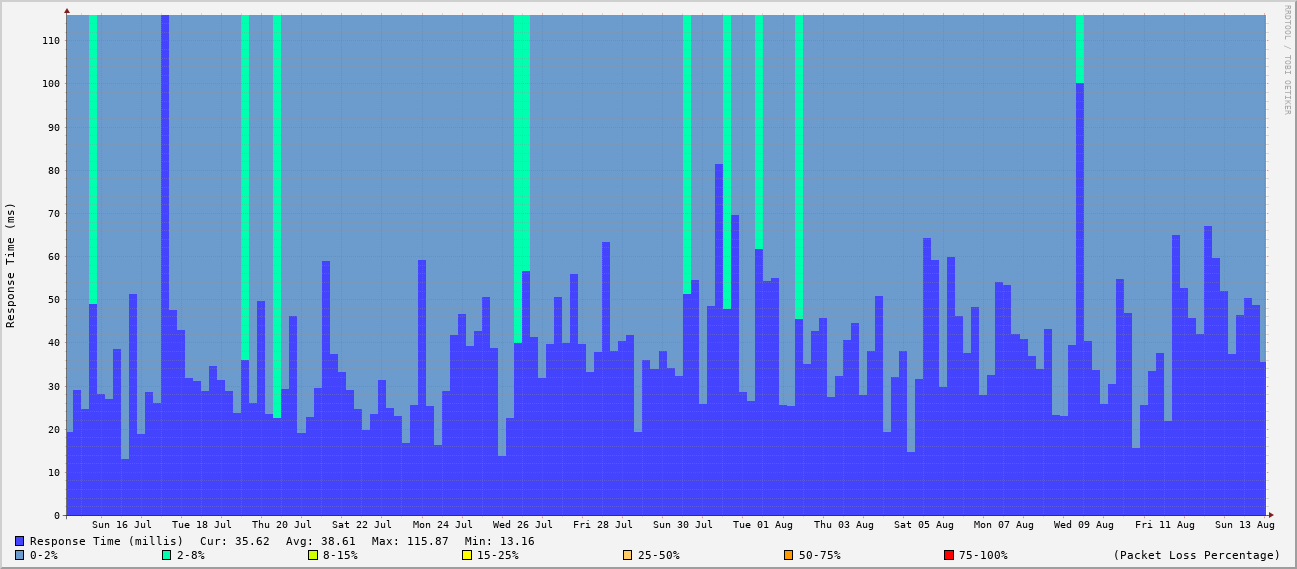 RRDTOOL / TOBI OETIKER
Response Time (ms)
110
100
90
80
70
60
50
40
30
20
10
0
Sun 16 Jul Tue 18 Jul Thu 20 Jul Sat 22 Jul Mon 24 Jul Wed 26 Jul Fri 28 Jul Sun 30 Jul Tue 01 Aug Thu 03 Aug Sat 05 Aug Mon 07 Aug Wed 09 Aug Fri 11 Aug Sun 13 Aug
Response Time (millis) Cur: 35.62 Avg: 38.61 Max: 115.87 Min: 13.16
0-2% 2-8% 8-15% 15-25% 25-50% 50-75% 75-100% (Packet Loss Percentage)